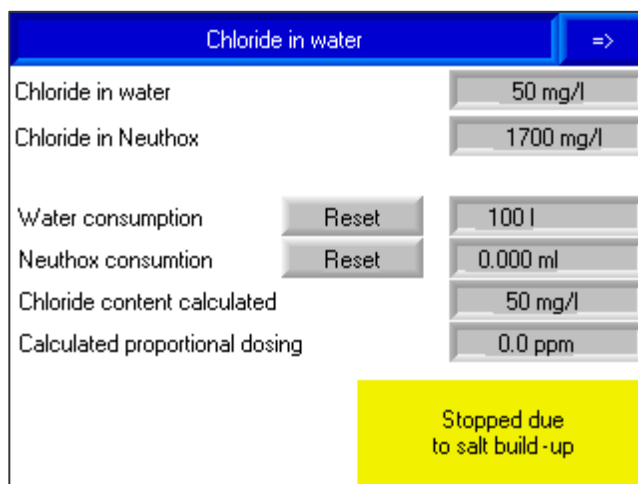 Chloride in water =>
Chloride in water 50 mg/l
Chloride in Neuthox 1700 mg/l
Water consumption Reset 100 l
Neuthox consumtion Reset 0.000 ml
Chloride content calculated 50 mg/l
Calculated proportional dosing 0.0 ppm
Stopped due
to salt build-up